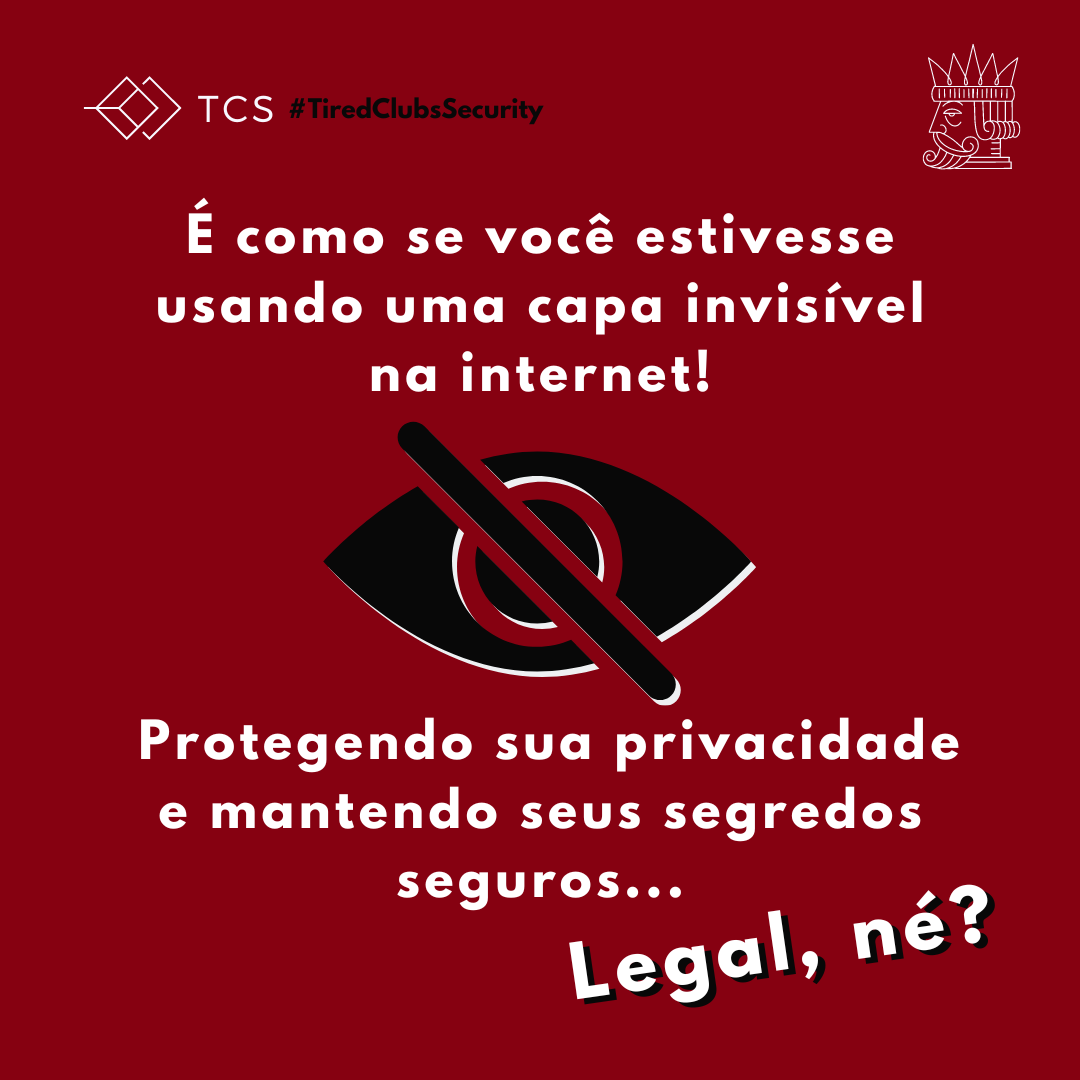 TCS #TiredClubsSecurity
É como se você estivesse
usando uma capa invisível
na internet!
Protegendo sua privacidade
e mantendo seus segredos
seguros...
Legal, né?